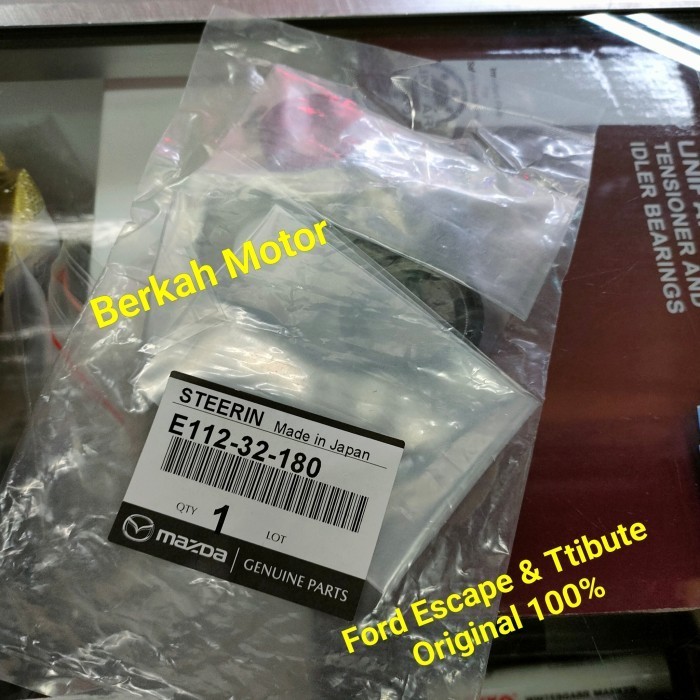 LIN
TENSIONER AND
IDLER BEARINGS
Berkah Motor
STEERIN Made in Japan
E112-32-180
QTY 1 LOT
mazda GENUINE PARTS
Ford Escape & Ttibute
Original 100%